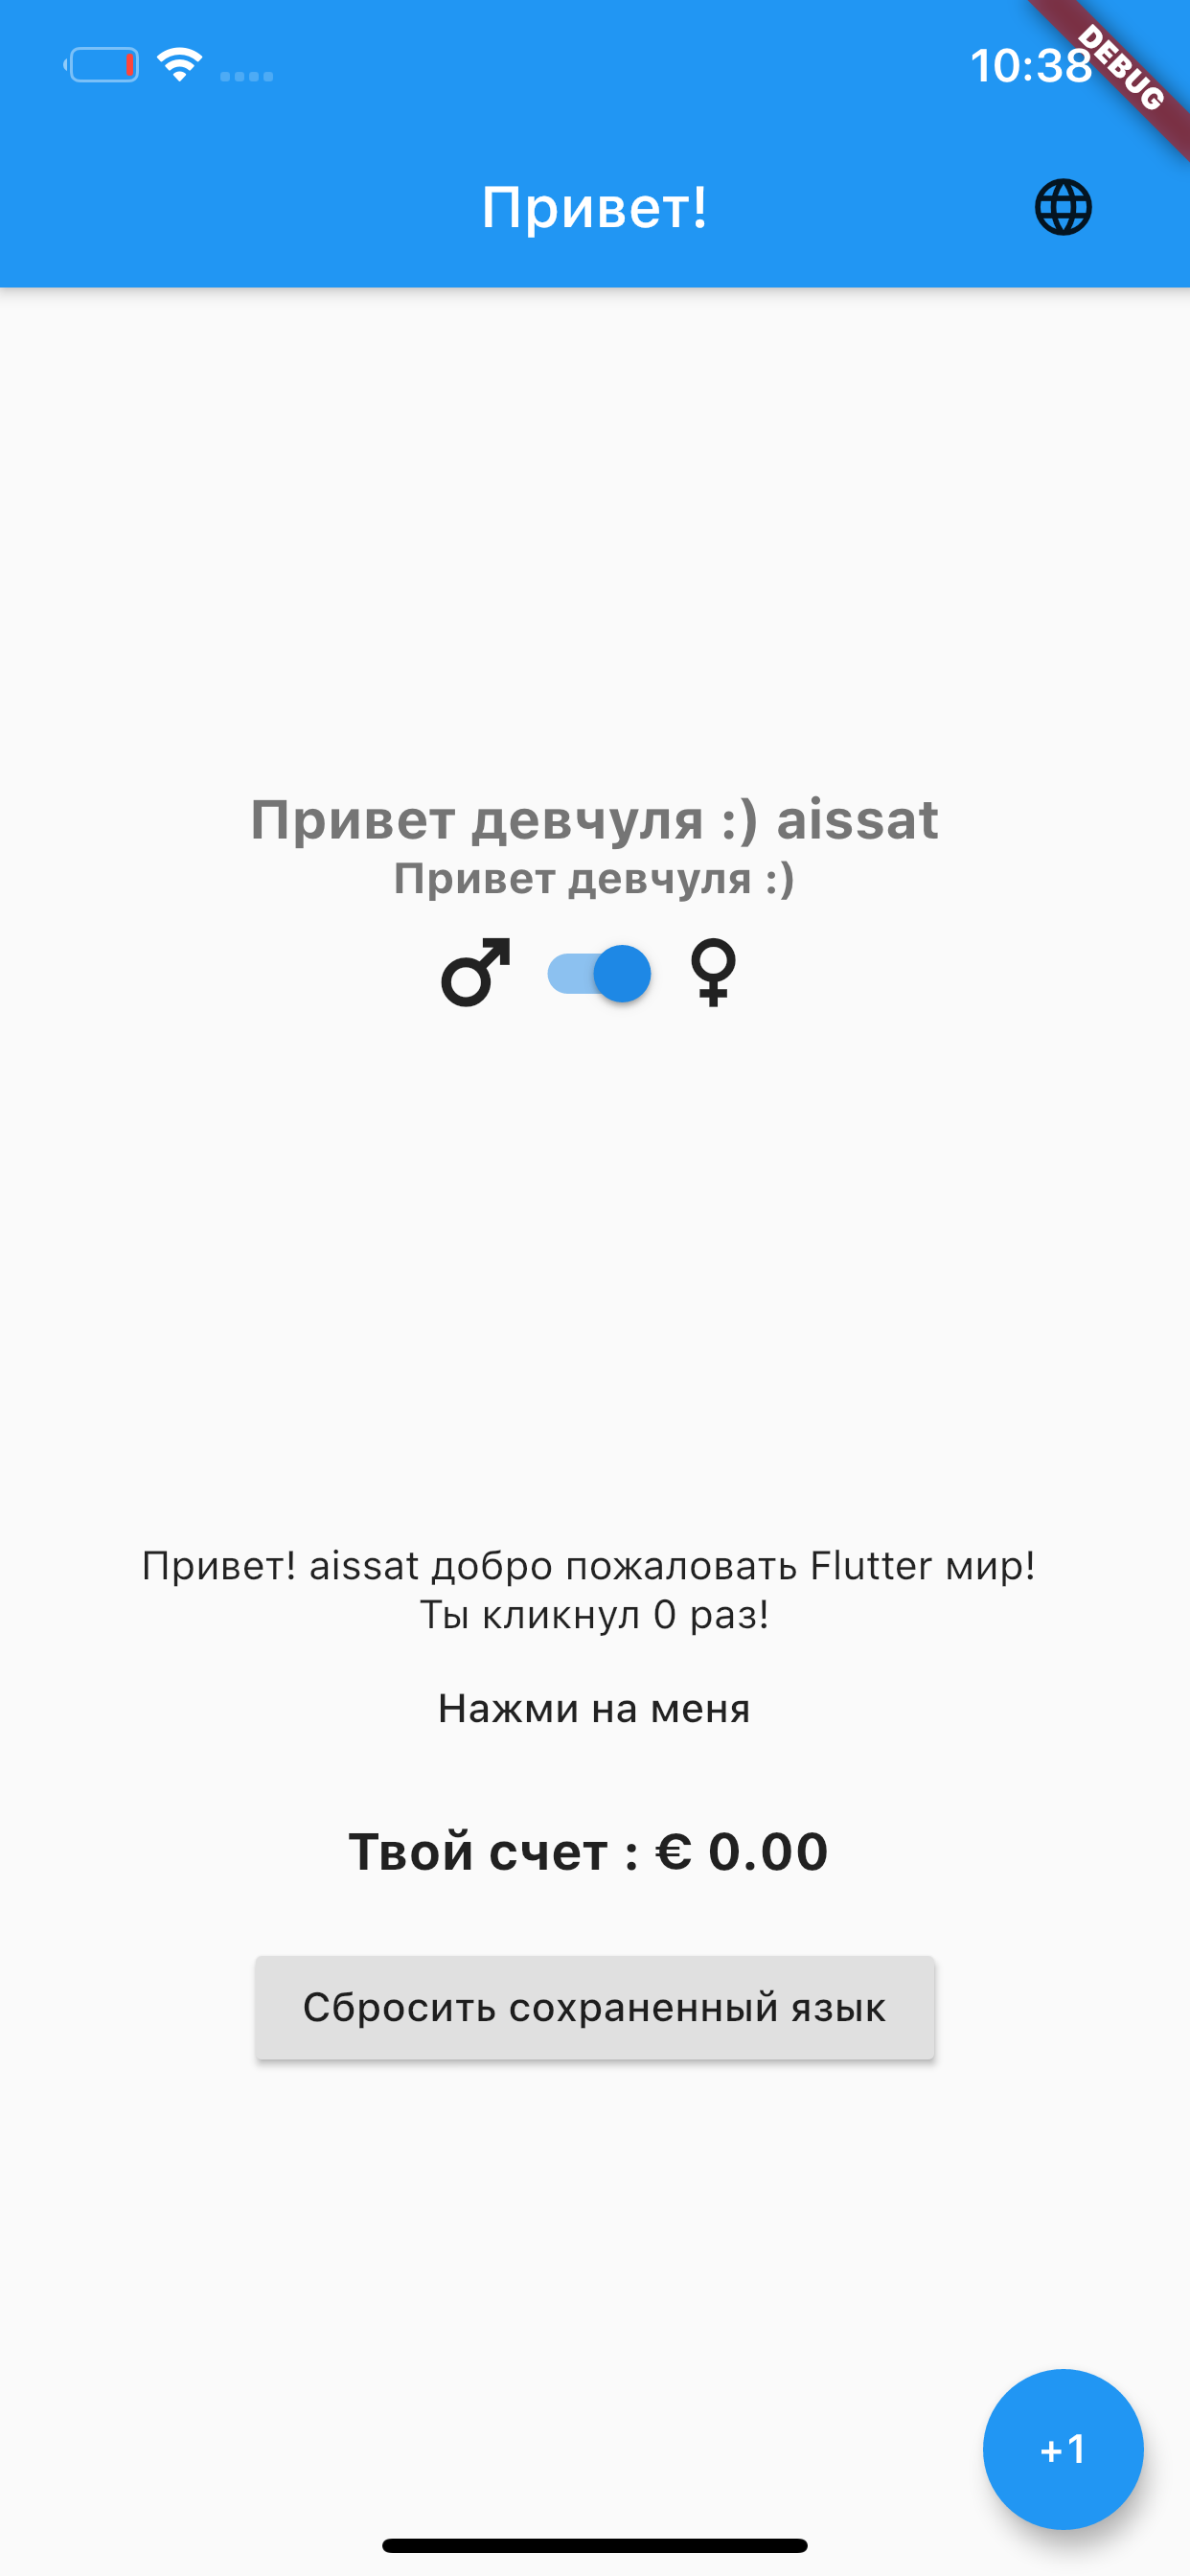 10:38
DEBUG
Привет!
Привет девчуля :) aissat
Привет девчуля :)
Привет! aissat добро пожаловать Flutter мир!
Ты кликнул 0 раз!
Нажми на меня
Твой счет : € 0.00
Сбросить сохраненный язык
+1